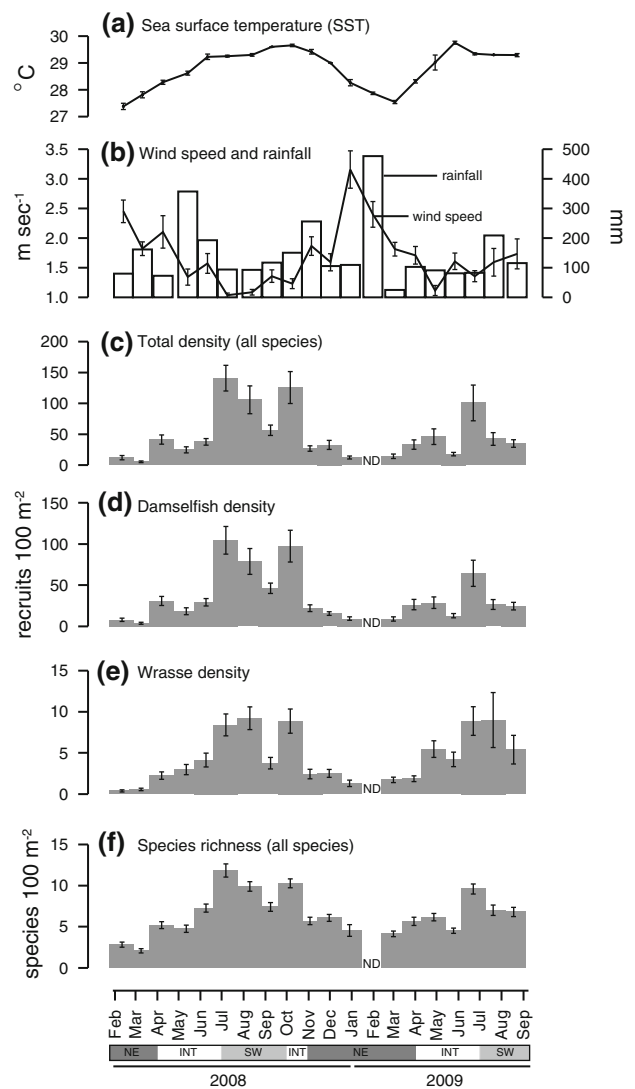 (a) Sea surface temperature (SST)
°C
30
29
28
27
(b) Wind speed and rainfall
m sec-1
3.5
3.0
2.5
2.0
1.5
1.0
rainfall
wind speed
500
400
300
200
100
0
mm
(c) Total density (all species)
200
150
100
50
0
ND
(d) Damselfish density
recruits 100 m-2
150
100
50
0
ND
(e) Wrasse density
15
10
5
0
ND
(f) Species richness (all species)
species 100 m-2
15
10
5
0
ND
Feb Mar Apr May Jun Jul Aug Sep Oct Nov Dec Jan Feb Mar Apr May Jun Jul Aug Sep
NE INT SW INT NE INT SW
2008 2009